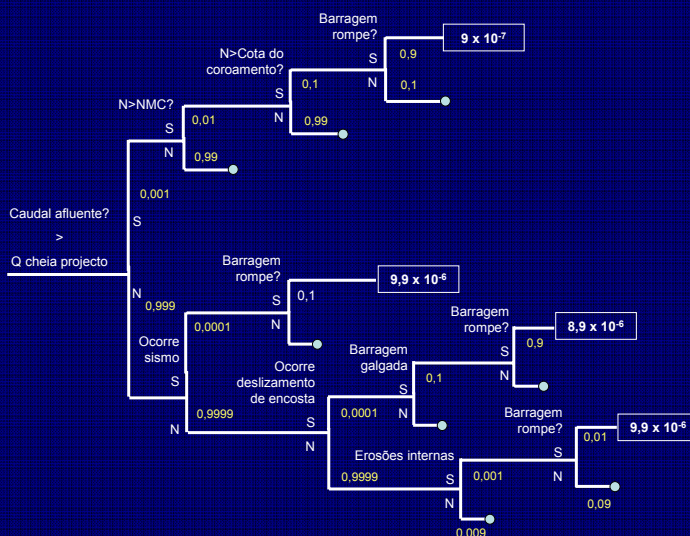 Barragem
rompe?
S
0,9
9 x 10-7
N
0,1
N>Cota do
coroamento?
S
0,1
N
0,99
N>NMC?
S
0,01
N
0,99
0,001
Caudal afluente?
S
>
Q cheia projecto
N
0,999
Barragem
rompe?
S
0,1
9,9 x 10-6
N
Ocorre
sismo
0,0001
S
N
0,9999
Ocorre
deslizamento
de encosta
S
N
0,0001
Barragem
galgada
S
0,1
N
Barragem
rompe?
S
0,9
8,9 x 10-6
N
0,9999
Erosões internas
S
0,001
N
0,009
Barragem
rompe?
S
0,01
9,9 x 10-6
N
0,09